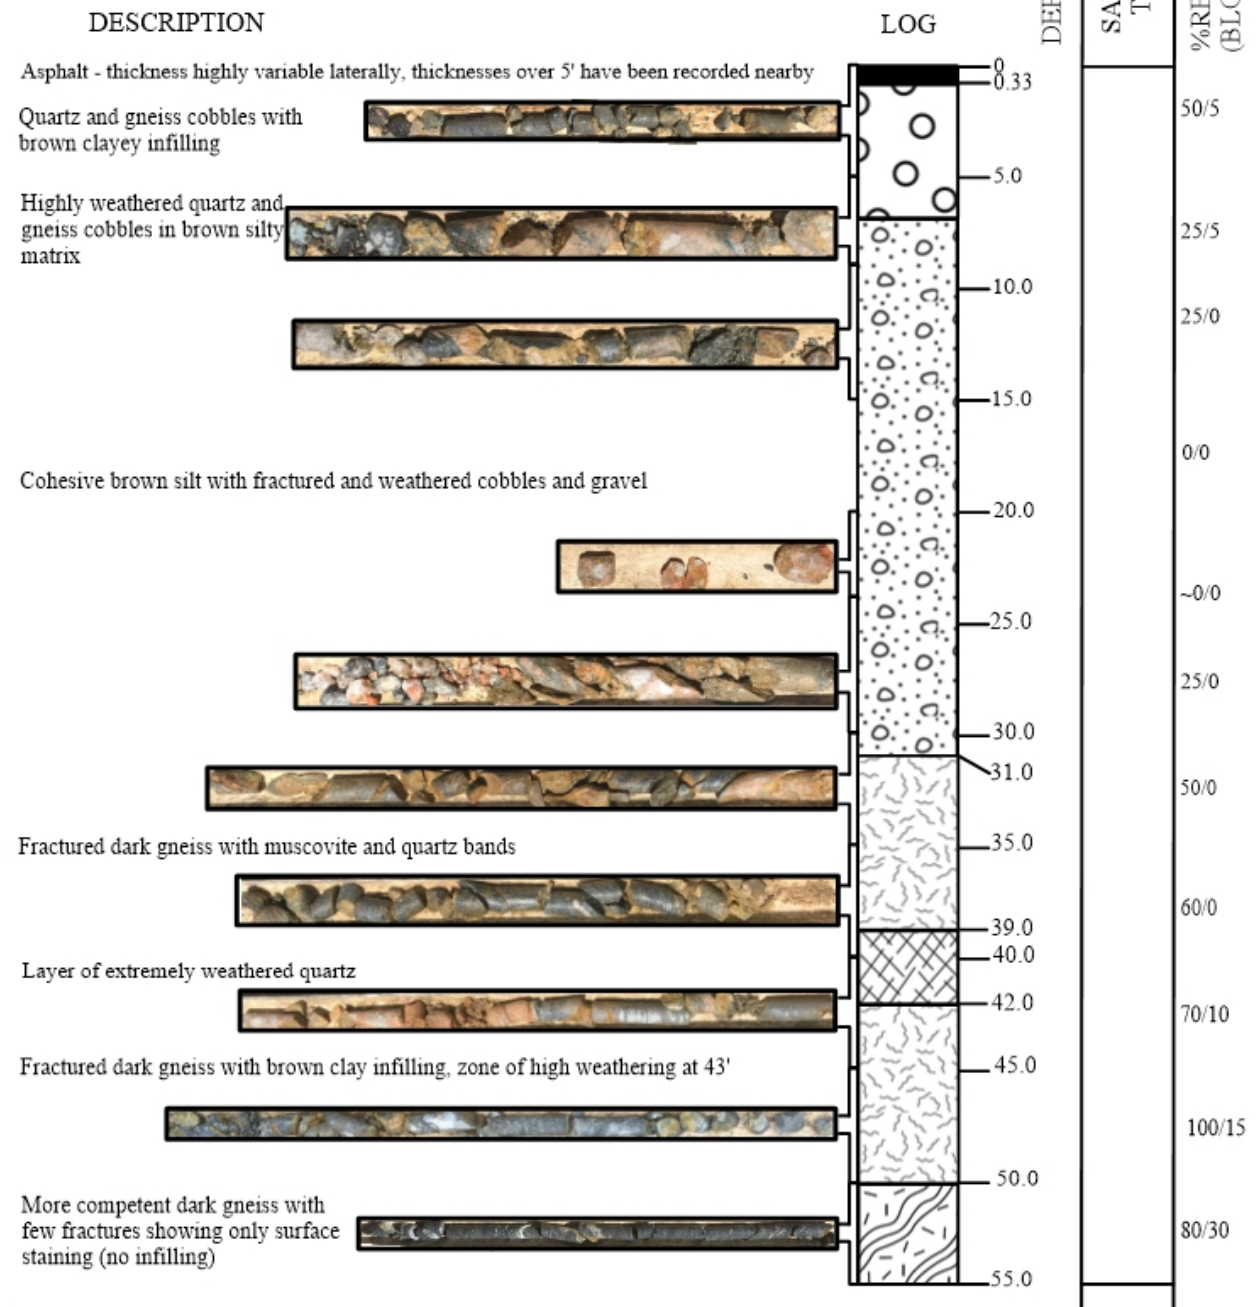 DESCRIPTION
LOG
Asphalt - thickness highly variable laterally, thicknesses over 5' have been recorded nearby
0
0.33
Quartz and gneiss cobbles with
brown clayey infilling
50/5
5.0
Highly weathered quartz and
gneiss cobbles in brown silty
matrix
25/5
10.0
25/0
15.0
0/0
Cohesive brown silt with fractured and weathered cobbles and gravel
20.0
~0/0
25.0
25/0
30.0
31.0
50/0
Fractured dark gneiss with muscovite and quartz bands
35.0
60/0
39.0
40.0
Layer of extremely weathered quartz
42.0
70/10
Fractured dark gneiss with brown clay infilling, zone of high weathering at 43'
45.0
100/15
50.0
More competent dark gneiss with
few fractures showing only surface
staining (no infilling)
80/30
55.0